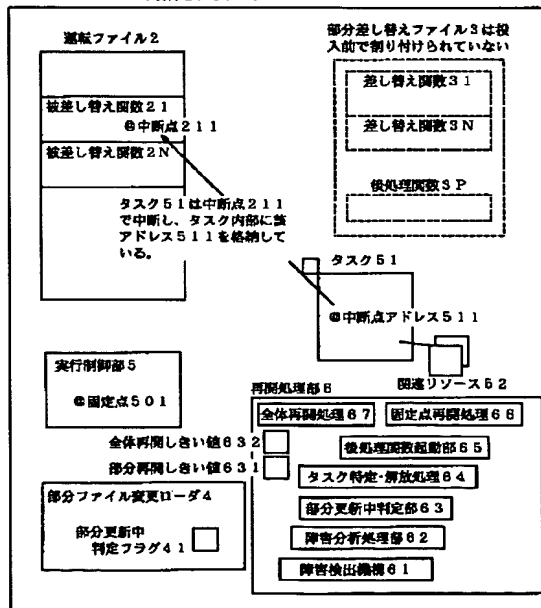 運転ファイル2
部分差し替えファイル3は投
入前で割り付けられていない
被差し替え関数21
@中断点211
被差し替え関数2N
差し替え関数31
差し替え関数3N
後処理関数3P
タスク51は中断点211
で中断し、タスク内部に該
アドレス511を格納して
いる。
タスク51
@中断点アドレス511
関連リソース52
実行制御部5
@固定点501
再開処理部6
全体再開処理67
固定点再開処理66
全体再開しきい値632
部分再開しきい値631
後処理関数起動部65
タスク特定・解放処理64
部分更新中判定部63
障害分析処理部62
障害検出機構61
部分ファイル変更ローダ4
部分更新中
判定フラグ41